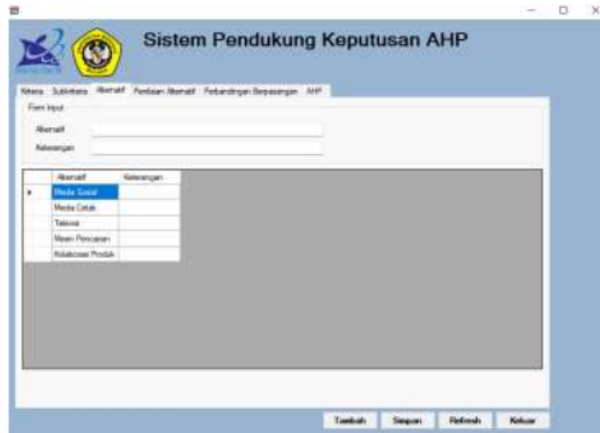 Sistem Pendukung Keputusan AHP
Kriteria Subkriteria Alternatif Penilaian Alternatif Perbandingan Berpasangan AHP
Form Input
Alternatif
Keterangan
Alternatif Keterangan
Media Sosial
Media Cetak
Televisi
Mesin Pencarian
Kolaborasi Produk
Tambah Simpan Refresh Keluar